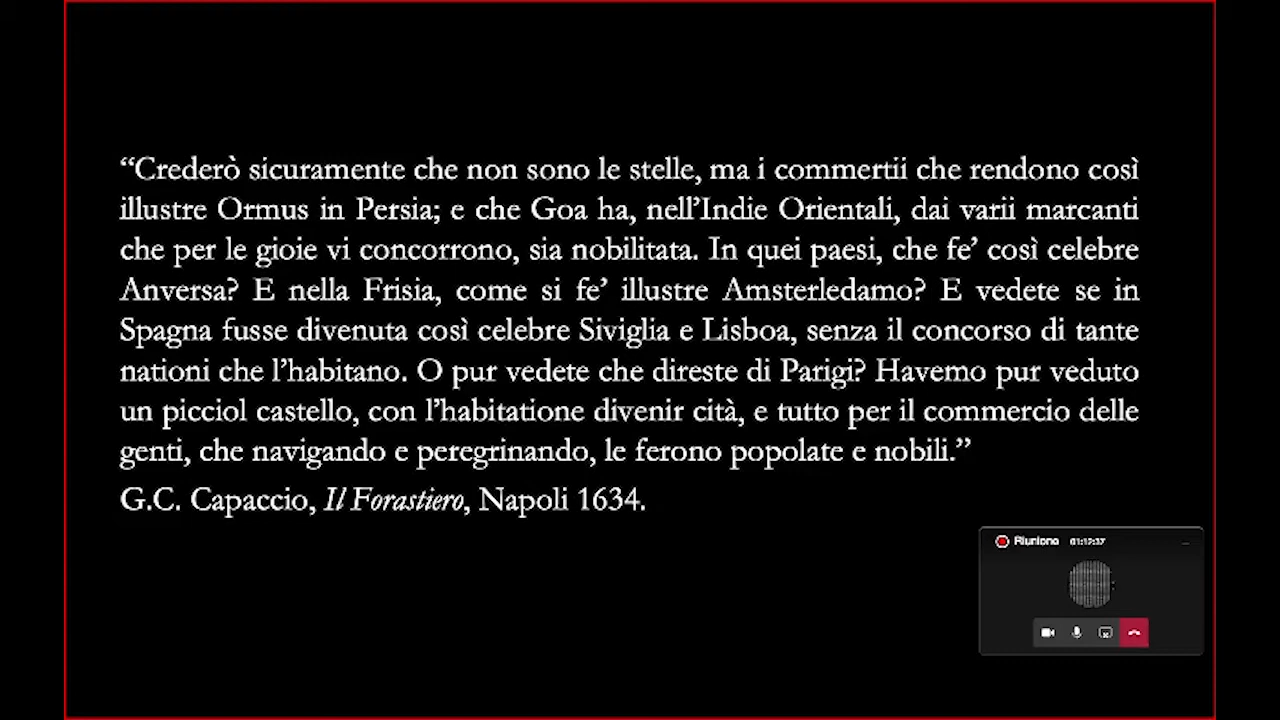 “Crederò sicuramente che non sono le stelle, ma i commertii che rendono così
illustre Ormus in Persia; e che Goa ha, nell’Indie Orientali, dai varii marcanti
che per le gioie vi concorrono, sia nobilitata. In quei paesi, che fe’ così celebre
Anversa? E nella Frisia, come si fe’ illustre Amsterledamo? E vedete se in
Spagna fusse divenuta così celebre Siviglia e Lisboa, senza il concorso di tante
nationi che l’habitano. O pur vedete che direste di Parigi? Havemo pur veduto
un picciol castello, con l’habitatione divenir cità, e tutto per il commercio delle
genti, che navigando e peregrinando, le ferono popolate e nobili.”
G.C. Capaccio, Il Forastiero, Napoli 1634.
Riunione